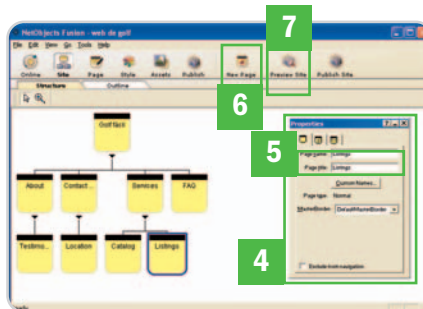 NetObjects Fusion - web de golf
File Edit View Go Tools Help
Online Site Page Style Assets Publish New Page Preview Site Publish Site
Structure Outline
7
6
5
4
Golf
About Contact ... Services FAQ
Testimo... Location Catalog Listings
Properties
Page name: Listings
Page title: Listings
Custom Names...
Page type: Normal
MasterBorder: DefaultMasterBorder
Exclude from navigation